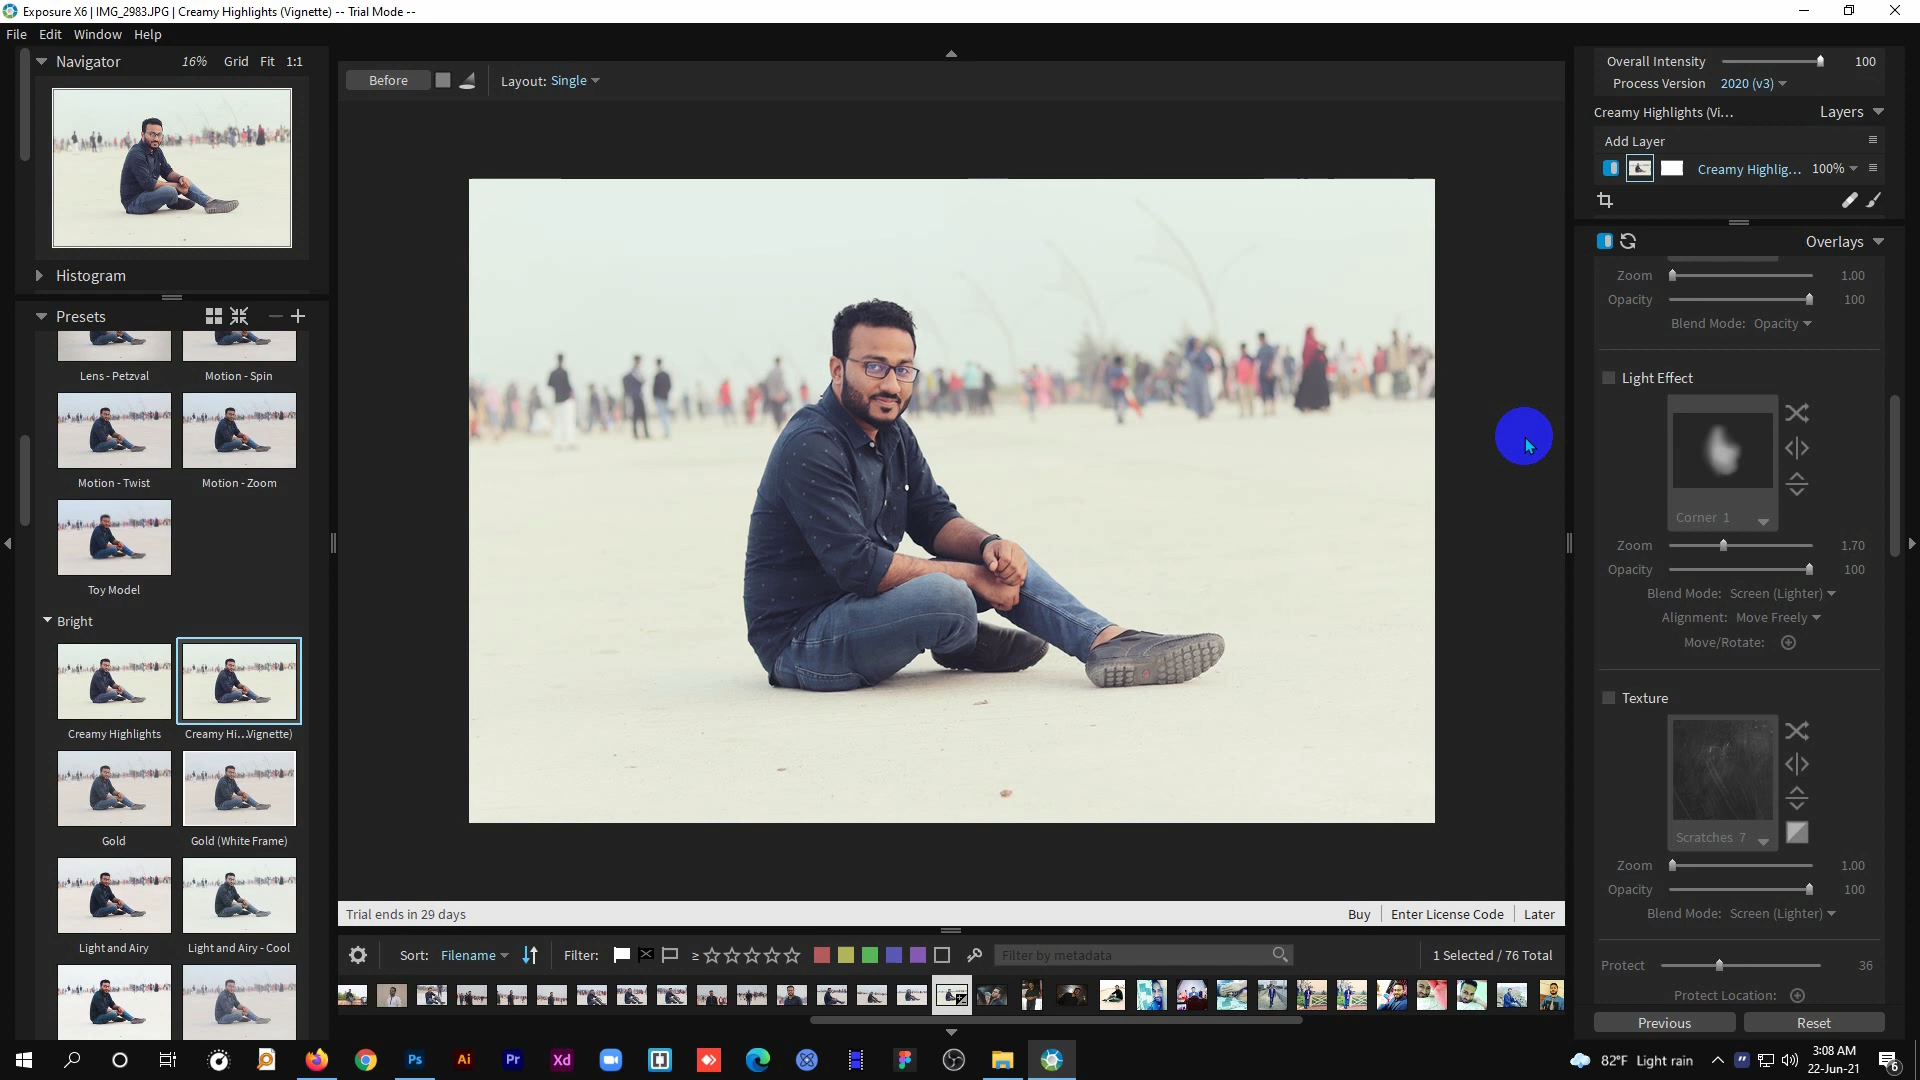 Exposure X6 | IMG_2983.JPG | Creamy Highlights (Vignette) -- Trial Mode --
File Edit Window Help
Navigator 16% Grid Fit 1:1
Histogram
Presets
Lens - Petzval Motion - Spin
Motion - Twist Motion - Zoom
Toy Model
Bright
Creamy Highlights Creamy Hi...Vignette)
Gold Gold (White Frame)
Light and Airy Light and Airy - Cool
Before Layout: Single
Trial ends in 29 days Buy Enter License Code Later
Sort: Filename Filter: ≥ Filter by metadata 1 Selected / 76 Total
Overall Intensity 100
Process Version 2020 (v3)
Creamy Highlights (Vi... Layers
Add Layer
Creamy Highlig... 100%
Overlays
Zoom 1.00
Opacity 100
Blend Mode: Opacity
Light Effect
Corner 1
Zoom 1.70
Opacity 100
Blend Mode: Screen (Lighter)
Alignment: Move Freely
Move/Rotate:
Texture
Scratches 7
Zoom 1.00
Opacity 100
Blend Mode: Screen (Lighter)
Protect 36
Protect Location:
Previous Reset
Ps Ai Pr Xd
82°F Light rain 3:08 AM
22-Jun-21 6